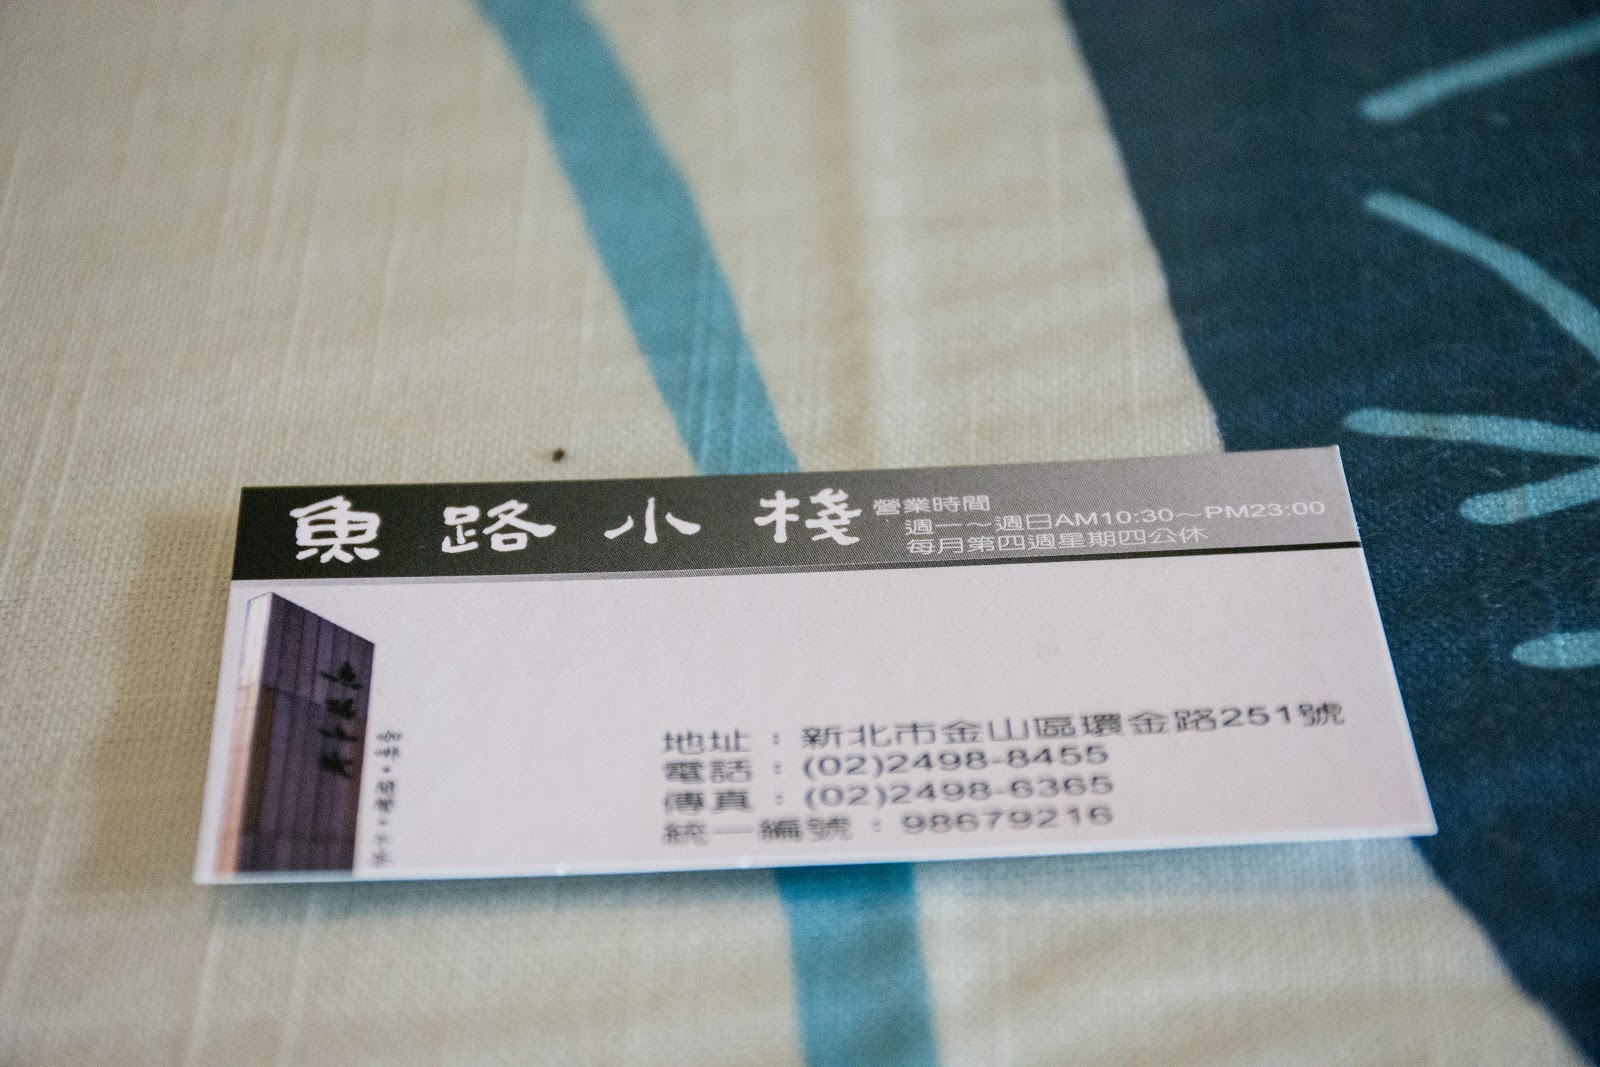 魚路小棧
營業時間
週一～週日AM10:30～PM23:00
每月第四週星期四公休
地址：新北市金山區環金路251號
電話：(02)2498-8455
傳真：(02)2498-6365
統一編號：98679216